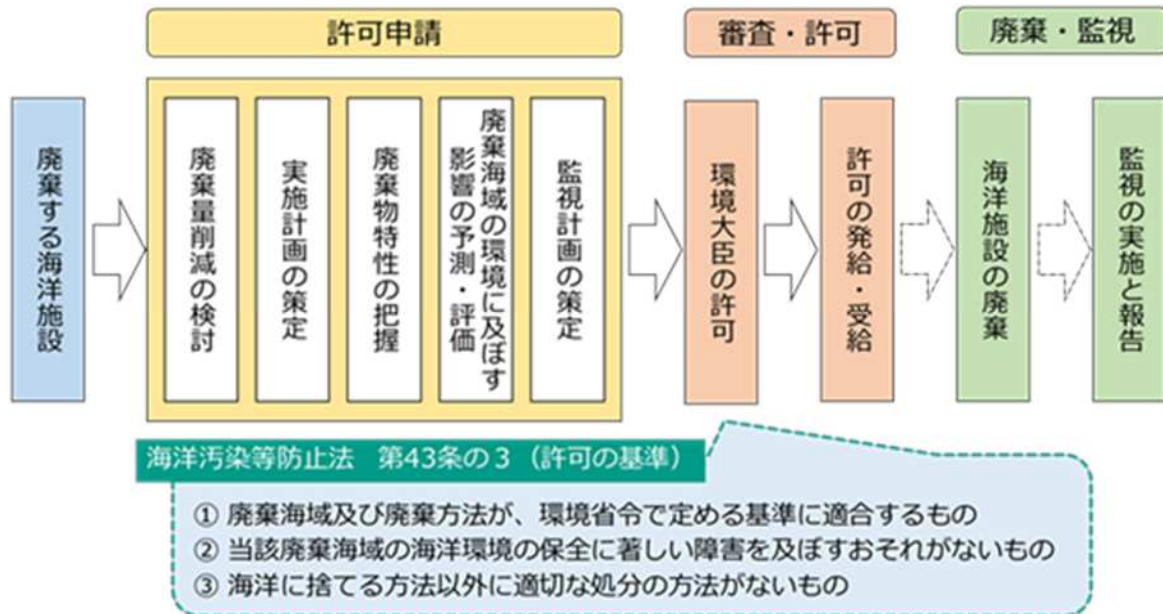 許可申請
審査・許可
廃棄・監視
廃棄する海洋施設
廃棄量削減の検討
実施計画の策定
廃棄物特性の把握
廃棄海域の環境に及ぼす
影響の予測・評価
監視計画の策定
環境大臣の許可
許可の発給・受給
海洋施設の廃棄
監視の実施と報告
海洋汚染等防止法 第43条の3（許可の基準）
① 廃棄海域及び廃棄方法が、環境省令で定める基準に適合するもの
② 当該廃棄海域の海洋環境の保全に著しい障害を及ぼすおそれがないもの
③ 海洋に捨てる方法以外に適切な処分の方法がないもの